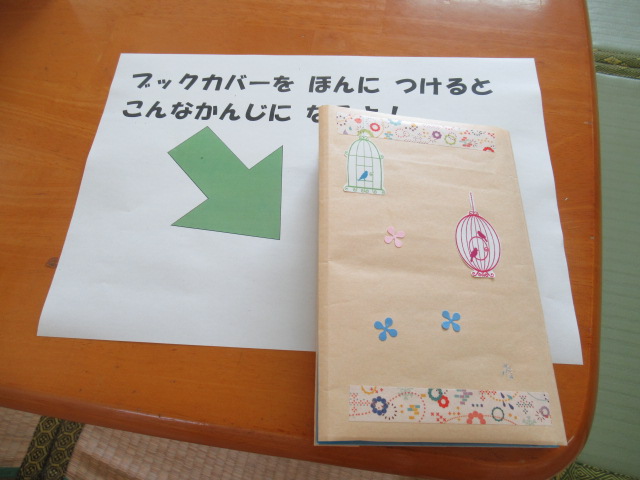 ブックカバーを ほんに つけると
こんなかんじに